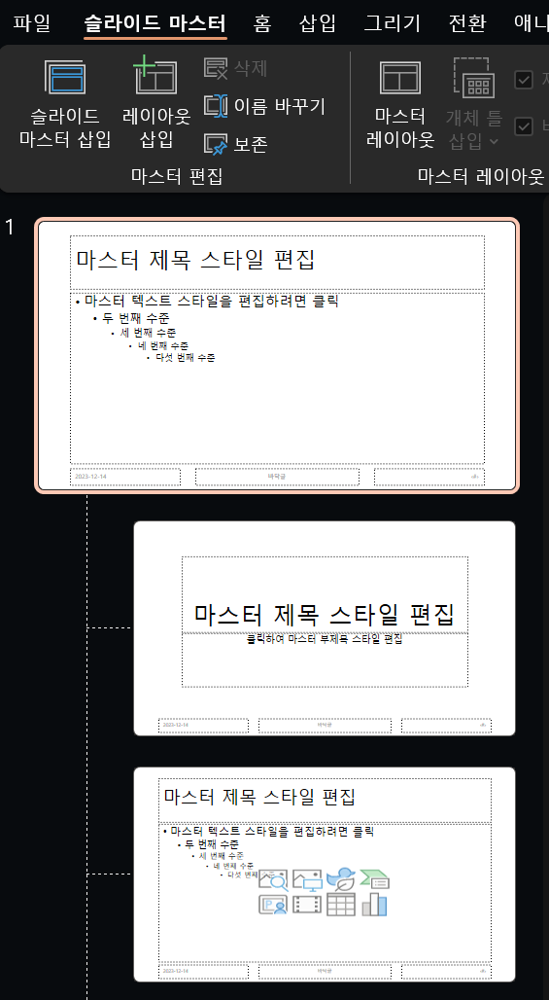 파일 슬라이드 마스터 홈 삽입 그리기 전환 애니
슬라이드 마스터 삽입
레이아웃 삽입
삭제
이름 바꾸기
보존
마스터 편집
마스터 레이아웃
개체 틀 삽입
마스터 레이아웃
1
마스터 제목 스타일 편집
• 마스터 텍스트 스타일을 편집하려면 클릭
• 두 번째 수준
• 세 번째 수준
• 네 번째 수준
• 다섯 번째 수준
2023-12-14 바닥글 ‹#›
마스터 제목 스타일 편집
클릭하여 마스터 부제목 스타일 편집
2023-12-14 바닥글 ‹#›
마스터 제목 스타일 편집
• 마스터 텍스트 스타일을 편집하려면 클릭
• 두 번째 수준
• 세 번째 수준
• 네 번째 수준
• 다섯 번째 수준
2023-12-14 바닥글 ‹#›